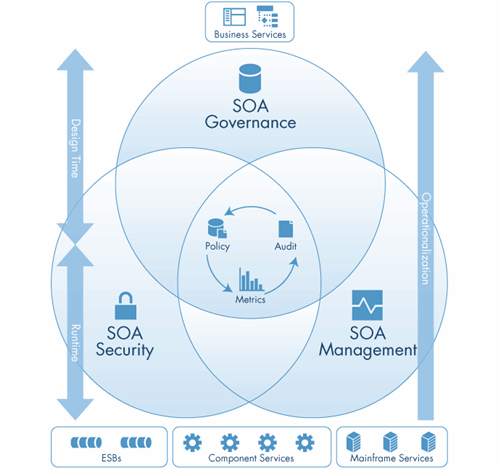 Business Services
SOA
Governance
Design Time
Operationalization
Policy
Audit
Metrics
SOA
Security
SOA
Management
Runtime
ESBs
Component Services
Mainframe Services